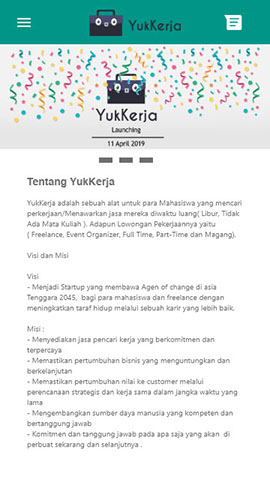 YukKerja
YukKerja
Launching
11 April 2019
Tentang YukKerja
YukKerja adalah sebuah alat untuk para Mahasiswa yang mencari
perkerjaan/Menawarkan jasa mereka diwaktu luang( Libur, Tidak
Ada Mata Kuliah ). Adapun Lowongan Pekerjaannya yaitu
( Freelance, Event Organizer, Full Time, Part-Time dan Magang).
Visi dan Misi
Visi
- Menjadi Startup yang membawa Agen of change di asia
Tenggara 2045,  bagi para mahasiswa dan freelance dengan
meningkatkan taraf hidup melalui sebuah karir yang lebih baik.
Misi :
- Menyediakan jasa pencari kerja yang berkomitmen dan
terpercaya
- Memastikan pertumbuhan bisnis yang menguntungkan dan
berkelanjutan
- Memastikan pertumbuhan nilai ke customer melalui
perencanaan strategis dan kerja sama dalam jangka waktu yang
lama
- Mengembangkan sumber daya manusia yang kompeten dan
bertanggung jawab
- Komitmen dan tanggung jawab pada apa saja yang akan  di
perbuat sekarang dan selanjutnya .